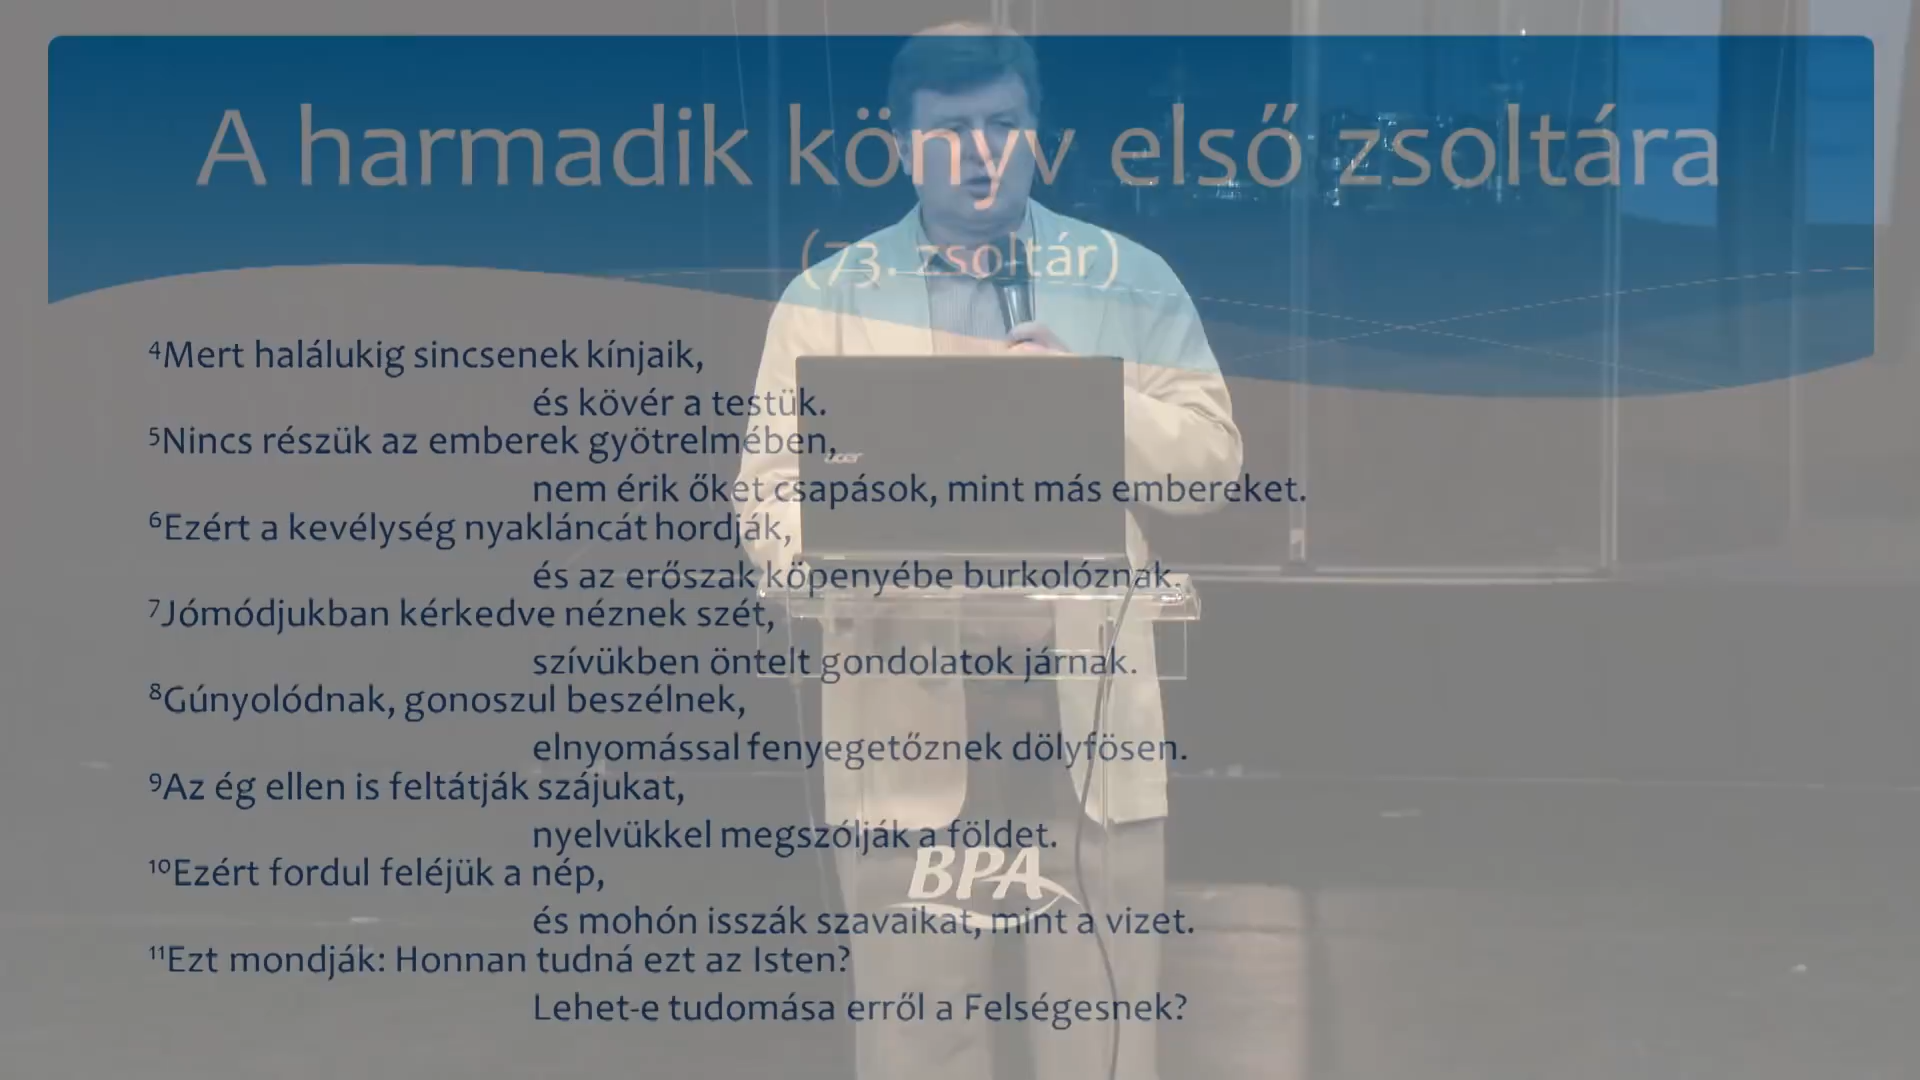 A harmadik könyv első zsoltára
(73. zsoltár)
⁴Mert halálukig sincsenek kínjaik,
és kövér a testük.
⁵Nincs részük az emberek gyötrelmében,
nem érik őket csapások, mint más embereket.
⁶Ezért a kevélység nyakláncát hordják,
és az erőszak köpenyébe burkolóznak.
⁷Jómódjukban kérkedve néznek szét,
szívükben öntelt gondolatok járnak.
⁸Gúnyolódnak, gonoszul beszélnek,
elnyomással fenyegetőznek dölyfösen.
⁹Az ég ellen is feltátják szájukat,
nyelvükkel megszólják a földet.
¹⁰Ezért fordul feléjük a nép,
és mohón isszák szavaikat, mint a vizet.
¹¹Ezt mondják: Honnan tudná ezt az Isten?
Lehet-e tudomása erről a Felségesnek?
acer
BPA